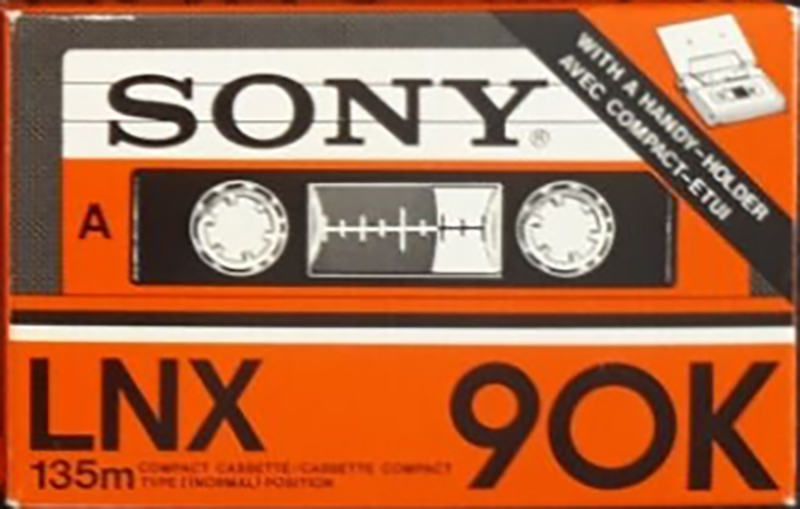 WITH A HANDY-HOLDER
AVEC COMPACT-ETUI
SONY®
A
LNX
90K
135m
COMPACT CASSETTE/CASSETTE COMPACT
TYPE I (NORMAL) POSITION